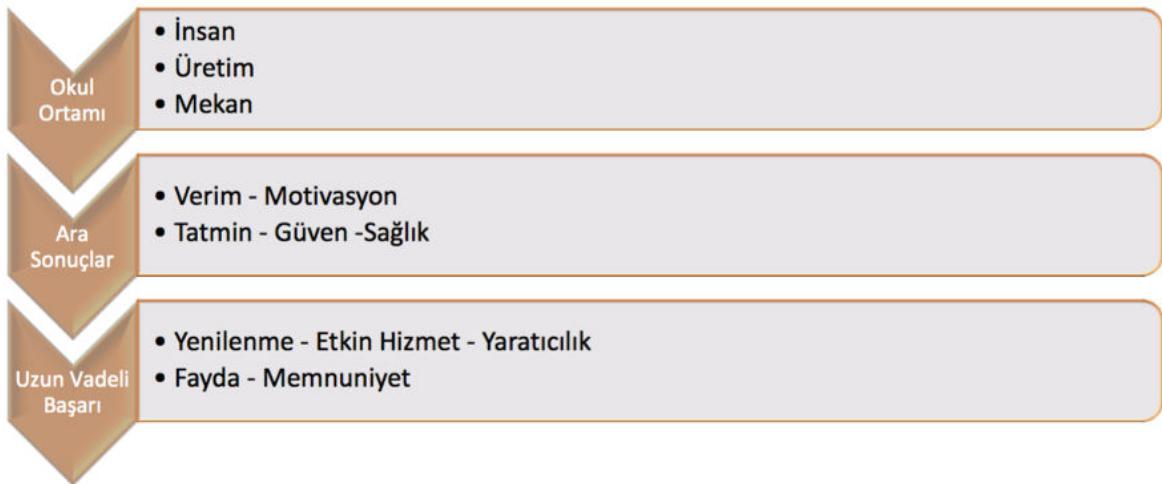 Okul
Ortamı
• İnsan
• Üretim
• Mekan
Ara
Sonuçlar
• Verim - Motivasyon
• Tatmin - Güven -Sağlık
Uzun Vadeli
Başarı
• Yenilenme - Etkin Hizmet - Yaratıcılık
• Fayda - Memnuniyet